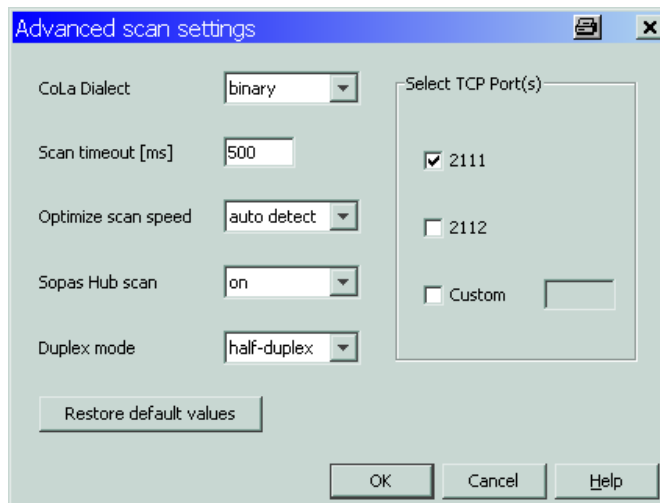 Advanced scan settings
CoLa Dialect
binary
Scan timeout [ms]
500
Optimize scan speed
auto detect
Sopas Hub scan
on
Duplex mode
half-duplex
Select TCP Port(s)
2111
2112
Custom
Restore default values
OK
Cancel
Help